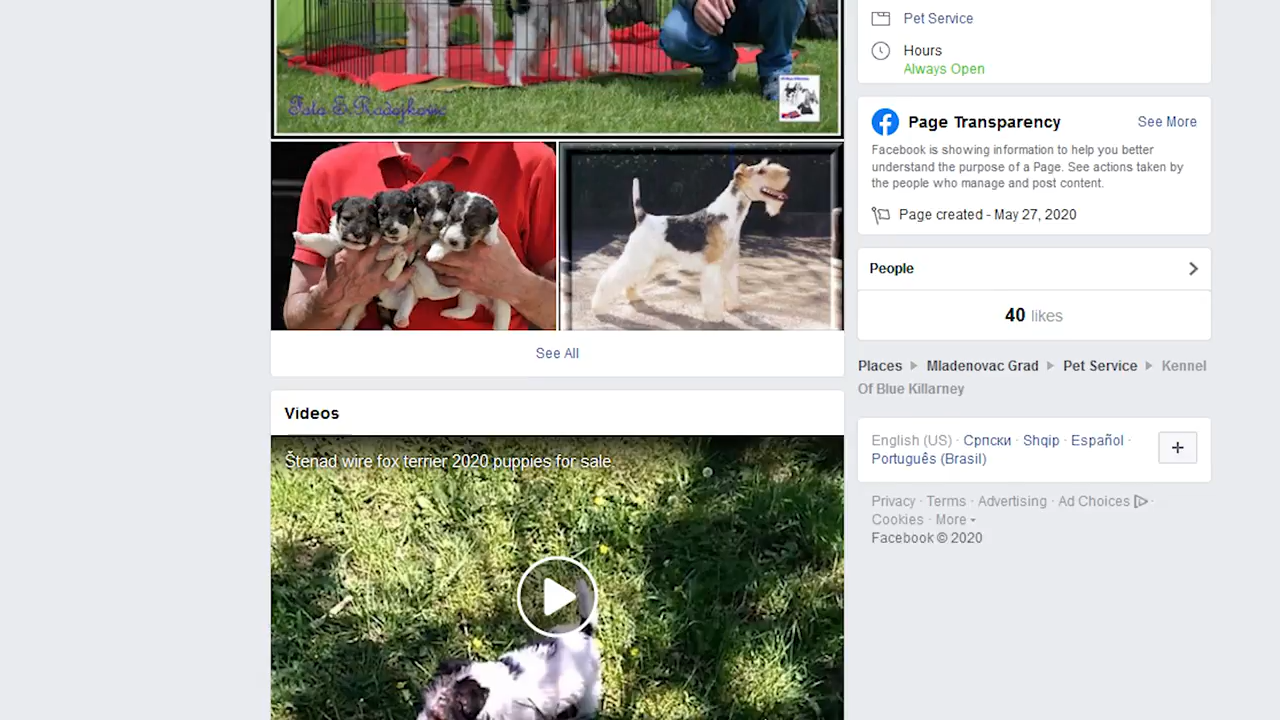 Foto E. Radojkovic
Videos
Štenad wire fox terrier 2020 puppies for sale
See All
Pet Service
Hours
Always Open
Page Transparency
See More
Facebook is showing information to help you better
understand the purpose of a Page. See actions taken by
the people who manage and post content.
Page created - May 27, 2020
People
40 likes
Places
Mladenovac Grad
Pet Service
Kennel
Of Blue Killarney
English (US) · Српски · Shqip · Español ·
Português (Brasil)
Privacy · Terms · Advertising · Ad Choices ·
Cookies · More
Facebook © 2020